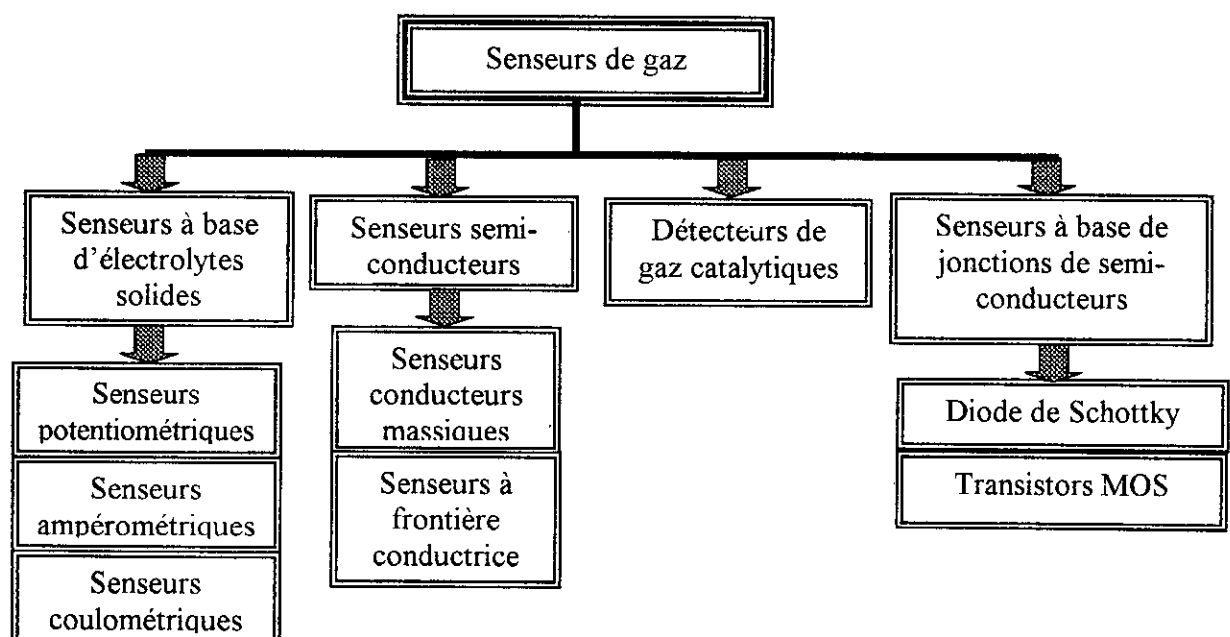 Senseurs de gaz
Senseurs à base
d'électrolytes
solides
Senseurs semi-
conducteurs
Détecteurs de
gaz catalytiques
Senseurs à base de
jonctions de semi-
conducteurs
Senseurs
potentiométriques
Senseurs
ampérométriques
Senseurs
coulométriques
Senseurs
conducteurs
massiques
Senseurs à
frontière
conductrice
Diode de Schottky
Transistors MOS